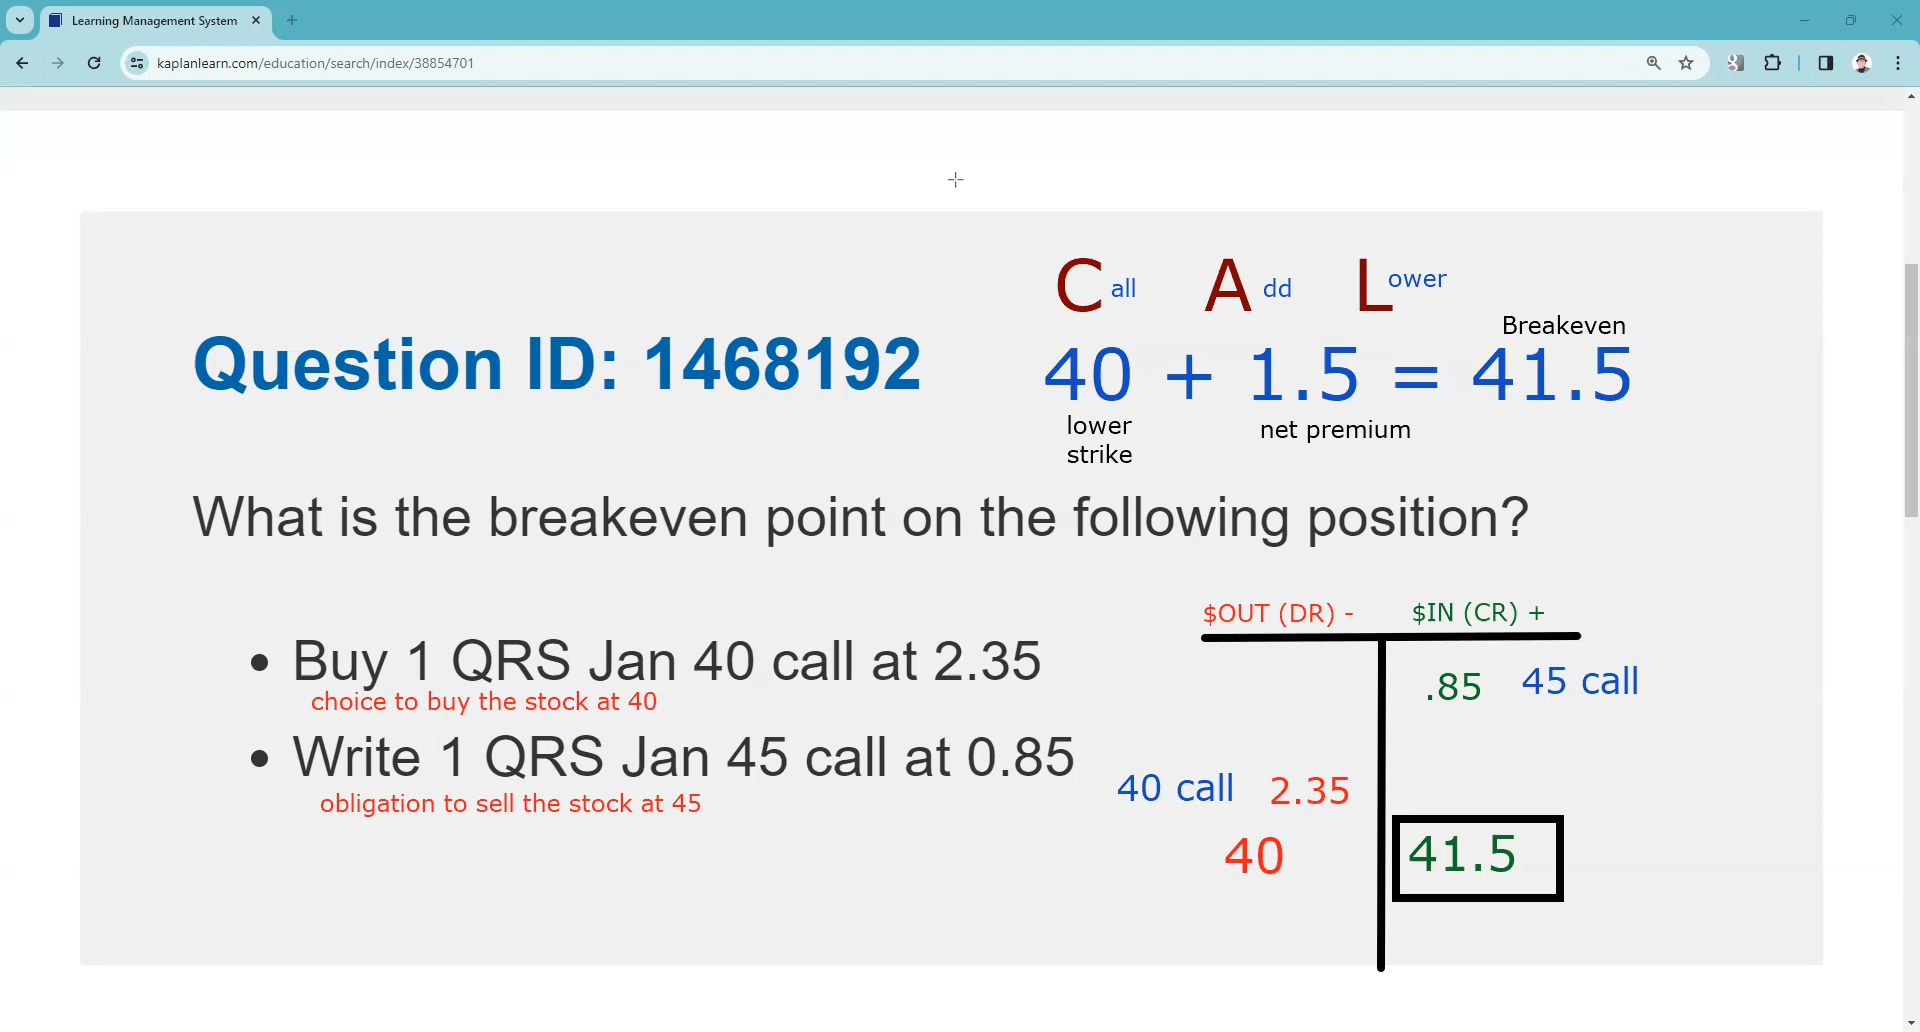 Learning Management System
kaplanlearn.com/education/search/index/38854701
Call Add Lower
Breakeven
Question ID: 1468192
40 + 1.5 = 41.5
lower strike
net premium
What is the breakeven point on the following position?
$OUT (DR) - $IN (CR) +
• Buy 1 QRS Jan 40 call at 2.35
choice to buy the stock at 40
.85 45 call
• Write 1 QRS Jan 45 call at 0.85
obligation to sell the stock at 45
40 call 2.35
40 41.5